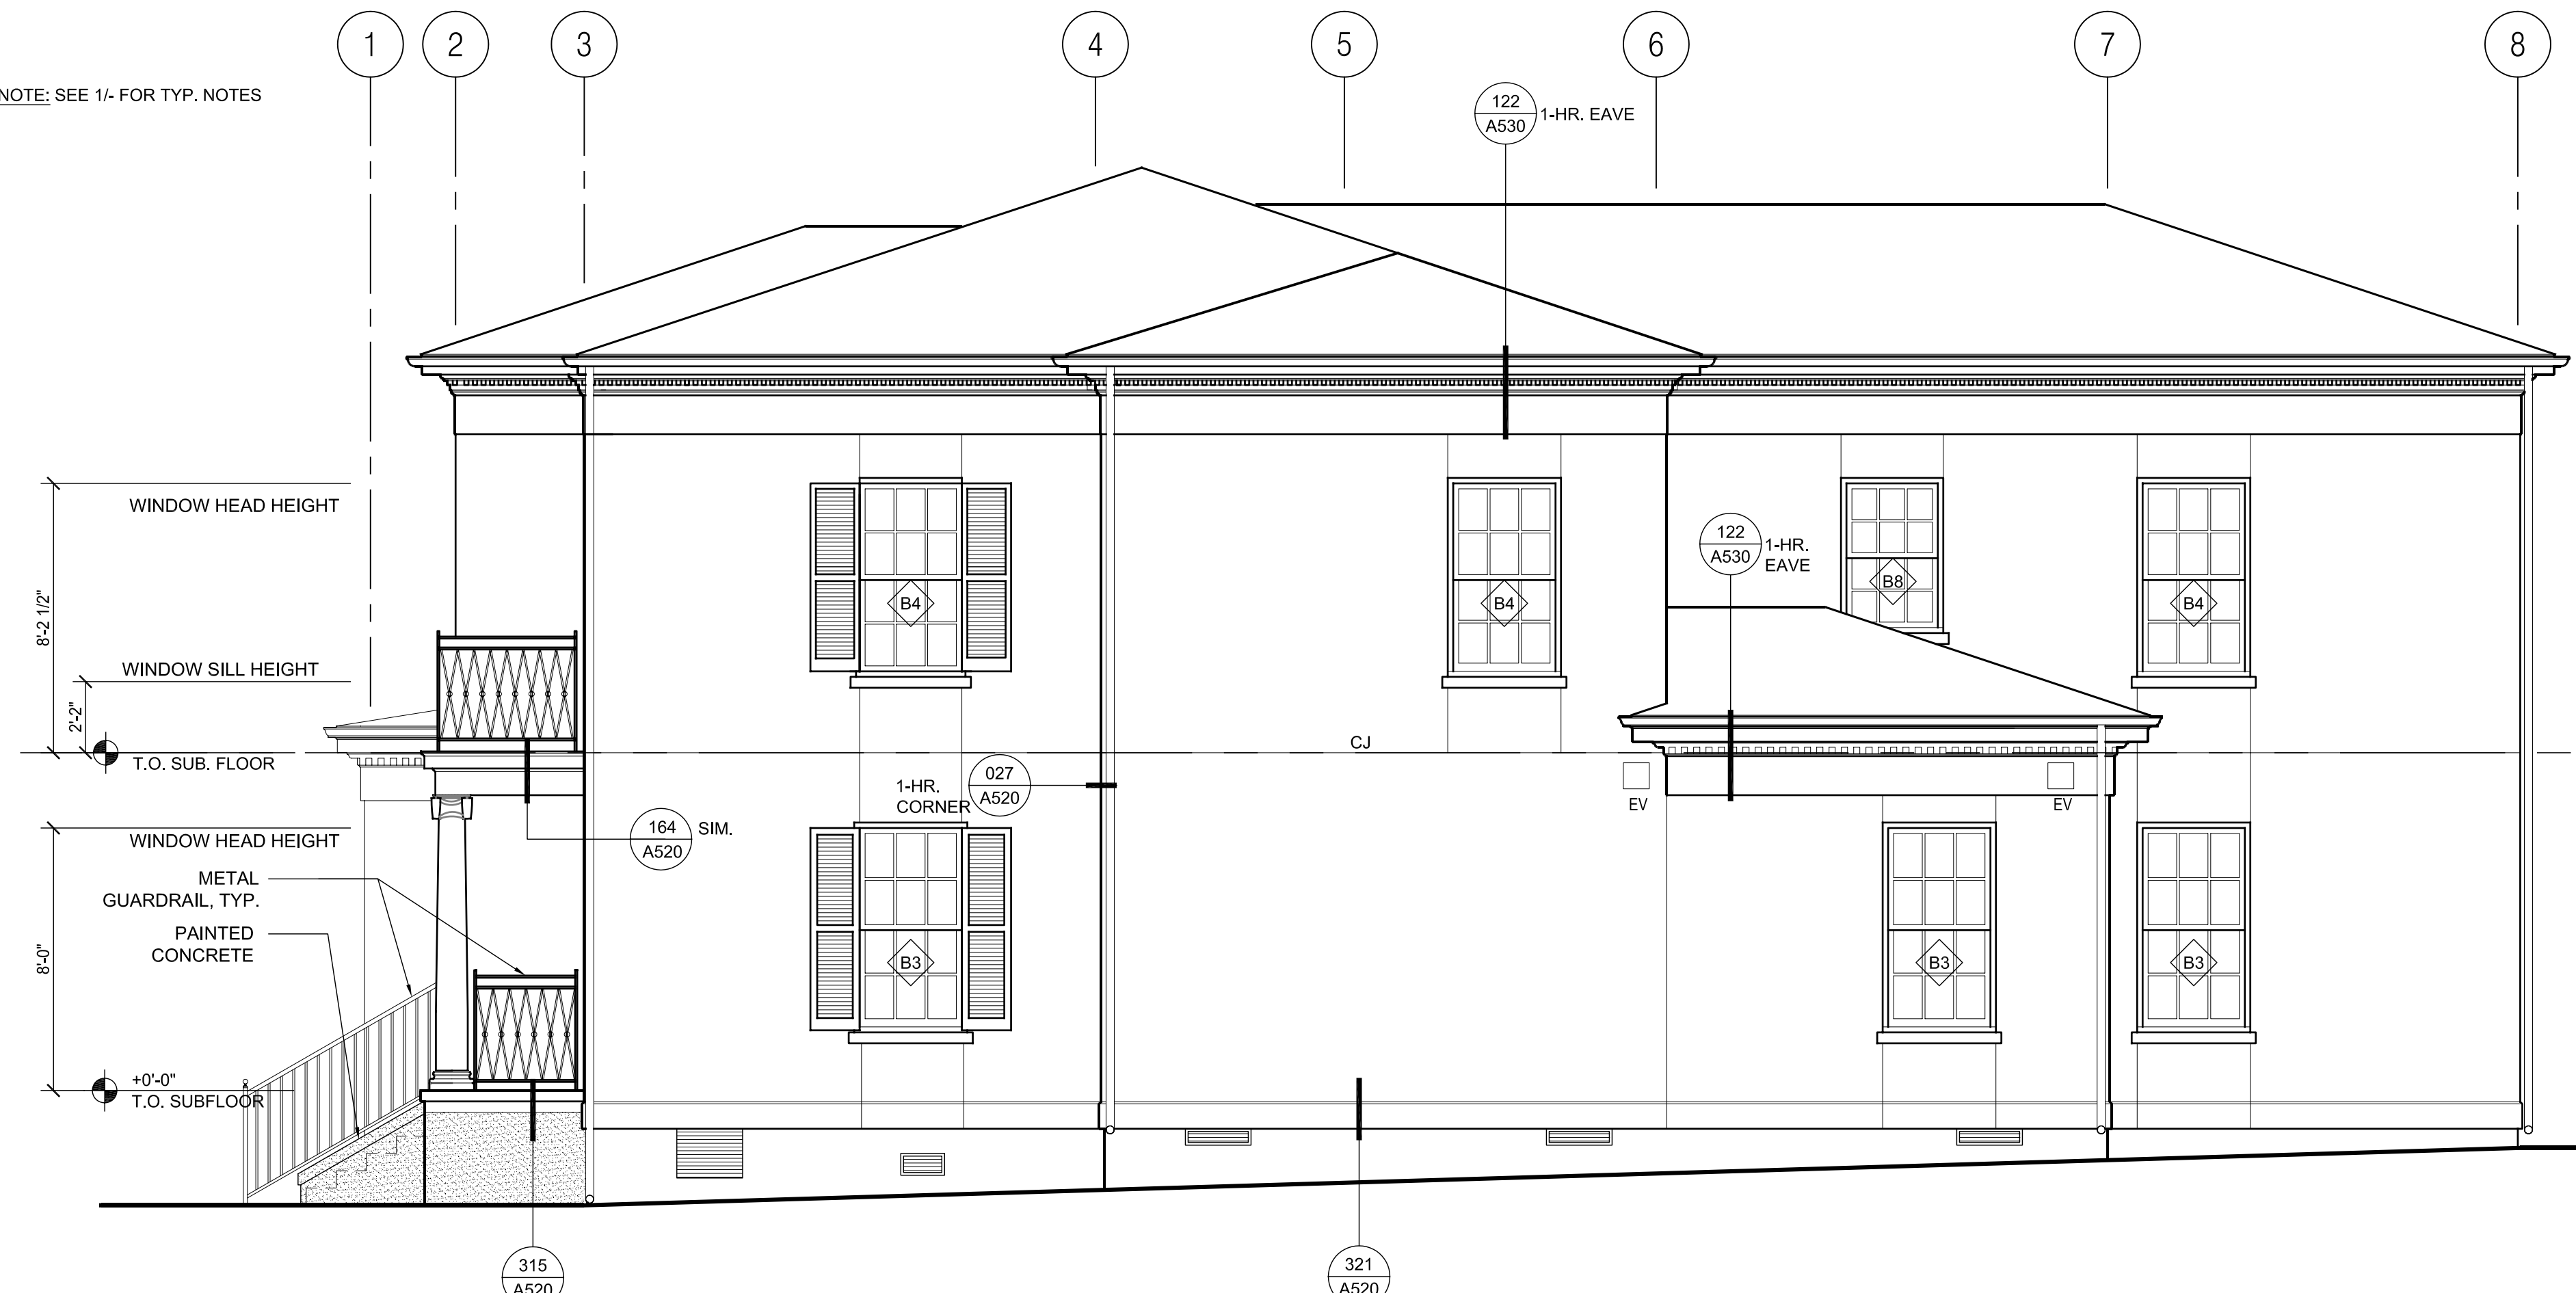 1
2
3
4
5
6
7
8
NOTE: SEE 1/- FOR TYP. NOTES
122
A530
1-HR. EAVE
WINDOW HEAD HEIGHT
8'-2 1/2"
122
A530
1-HR.
EAVE
B4
B4
B8
B4
WINDOW SILL HEIGHT
2'-2"
T.O. SUB. FLOOR
CJ
1-HR.
CORNER
027
A520
EV
EV
164
A520
SIM.
WINDOW HEAD HEIGHT
METAL
GUARDRAIL, TYP.
PAINTED
CONCRETE
8'-0"
B3
B3
B3
+0'-0"
T.O. SUBFLOOR
315
A520
321
A520